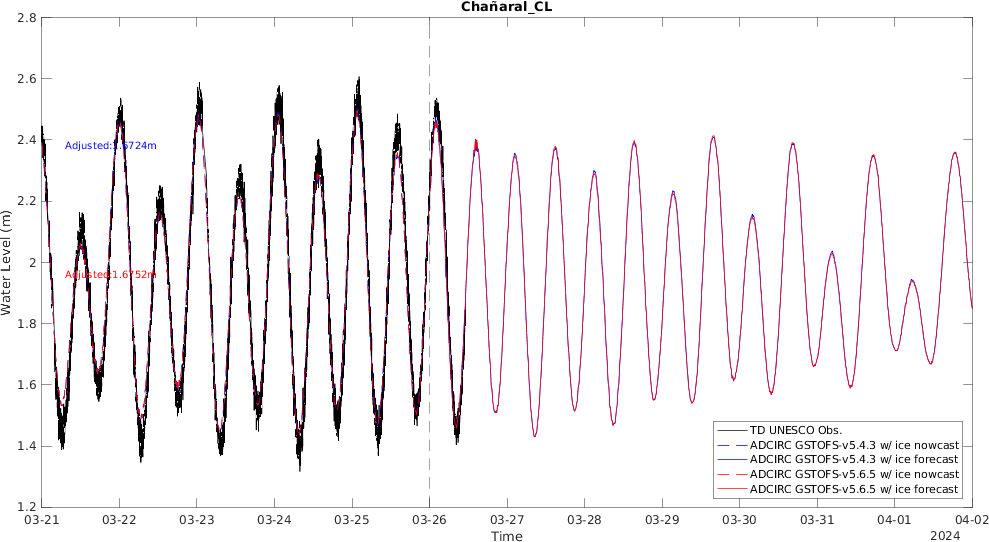 Chañaral_CL
2.8
2.6
2.4
2.2
2
1.8
1.6
1.4
1.2
Water Level (m)
Adjusted:1.6724m
Adjusted:1.6752m
TD UNESCO Obs.
ADCIRC GSTOFS-v5.4.3 w/ ice nowcast
ADCIRC GSTOFS-v5.4.3 w/ ice forecast
ADCIRC GSTOFS-v5.6.5 w/ ice nowcast
ADCIRC GSTOFS-v5.6.5 w/ ice forecast
03-21 03-22 03-23 03-24 03-25 03-26 03-27 03-28 03-29 03-30 03-31 04-01 04-02
Time
2024